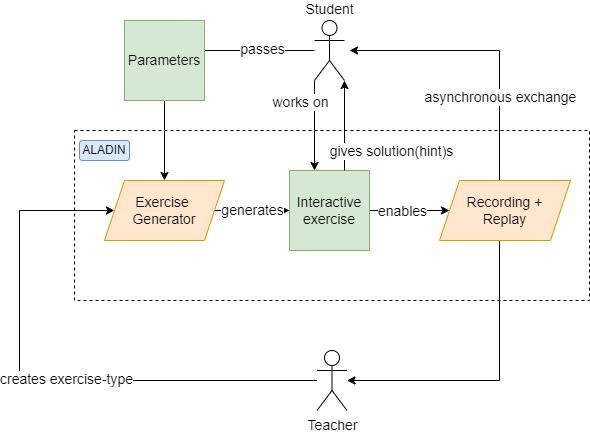 Student
Parameters
passes
works on
asynchronous exchange
ALADIN
gives solution(hint)s
Exercise
Generator
generates
Interactive
exercise
enables
Recording +
Replay
creates exercise-type
Teacher